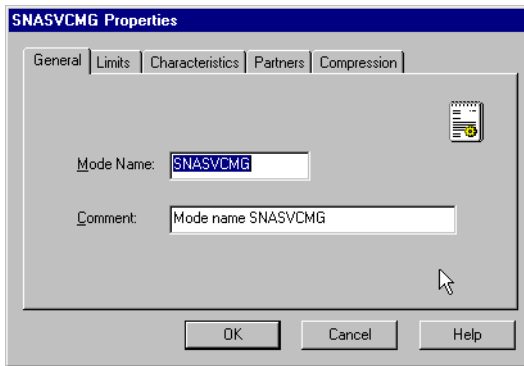 SNASVCMG Properties
General Limits Characteristics Partners Compression
Mode Name: SNASVCMG
Comment: Mode name SNASVCMG
OK Cancel Help